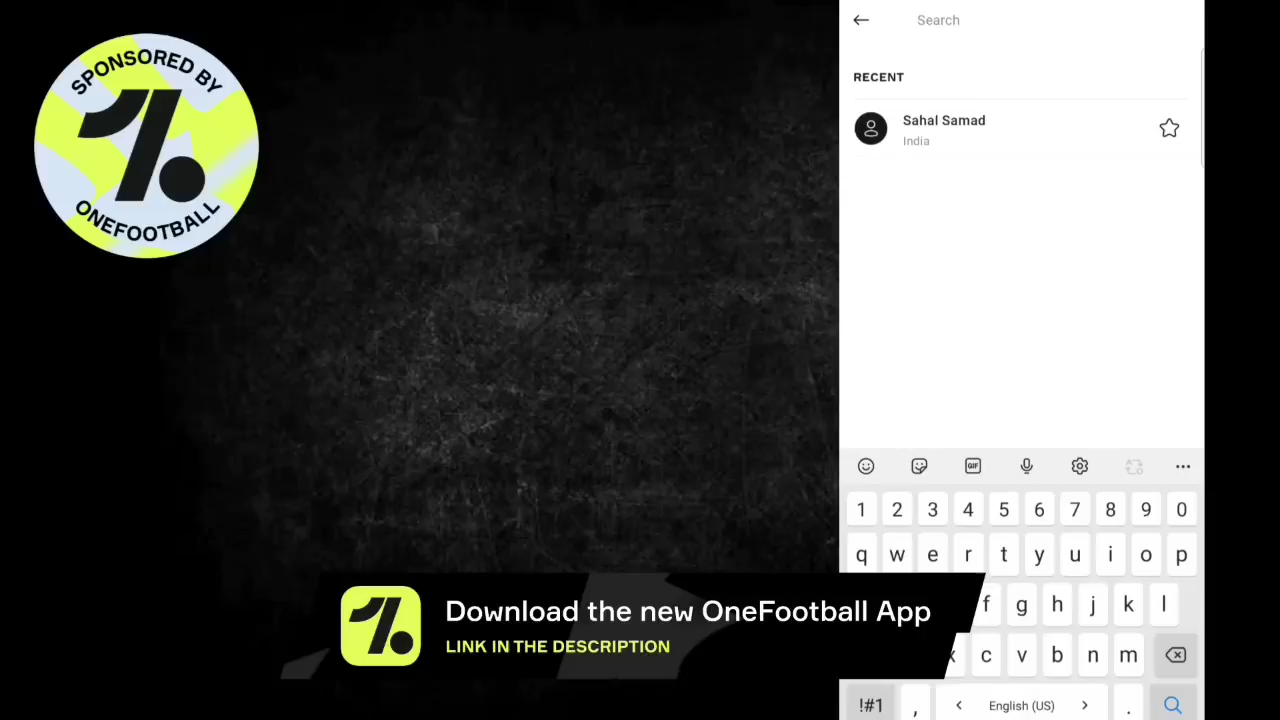 SPONSORED BY
ONEFOOTBALL
Search
RECENT
Sahal Samad
India
GIF
1 2 3 4 5 6 7 8 9 0
q w e r t y u i o p
f g h j k l
x c v b n m
!#1 , < English (US) > .
Download the new OneFootball App
LINK IN THE DESCRIPTION